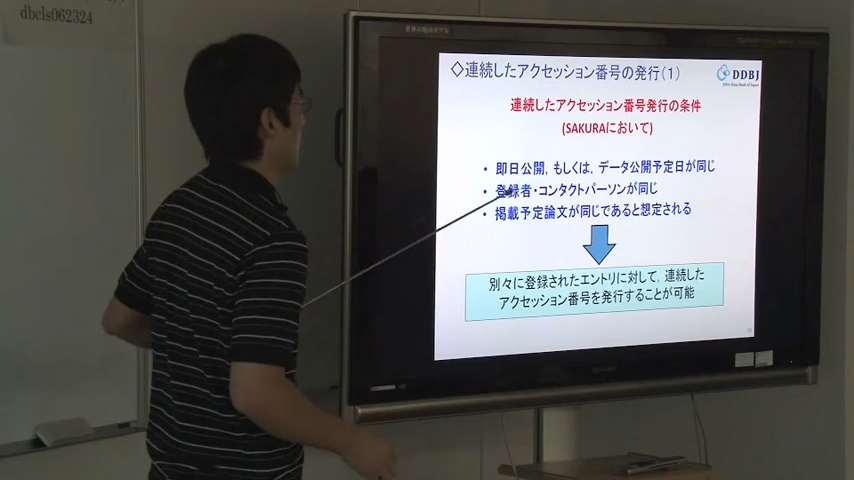 dbcls062324
◇連続したアクセッション番号の発行(1)
DDBJ
DNA Data Bank of Japan
連続したアクセッション番号発行の条件
(SAKURAにおいて)
• 即日公開, もしくは, データ公開予定日が同じ
• 登録者・コンタクトパーソンが同じ
• 掲載予定論文が同じであると想定される
別々に登録されたエントリに対して, 連続した
アクセッション番号を発行することが可能